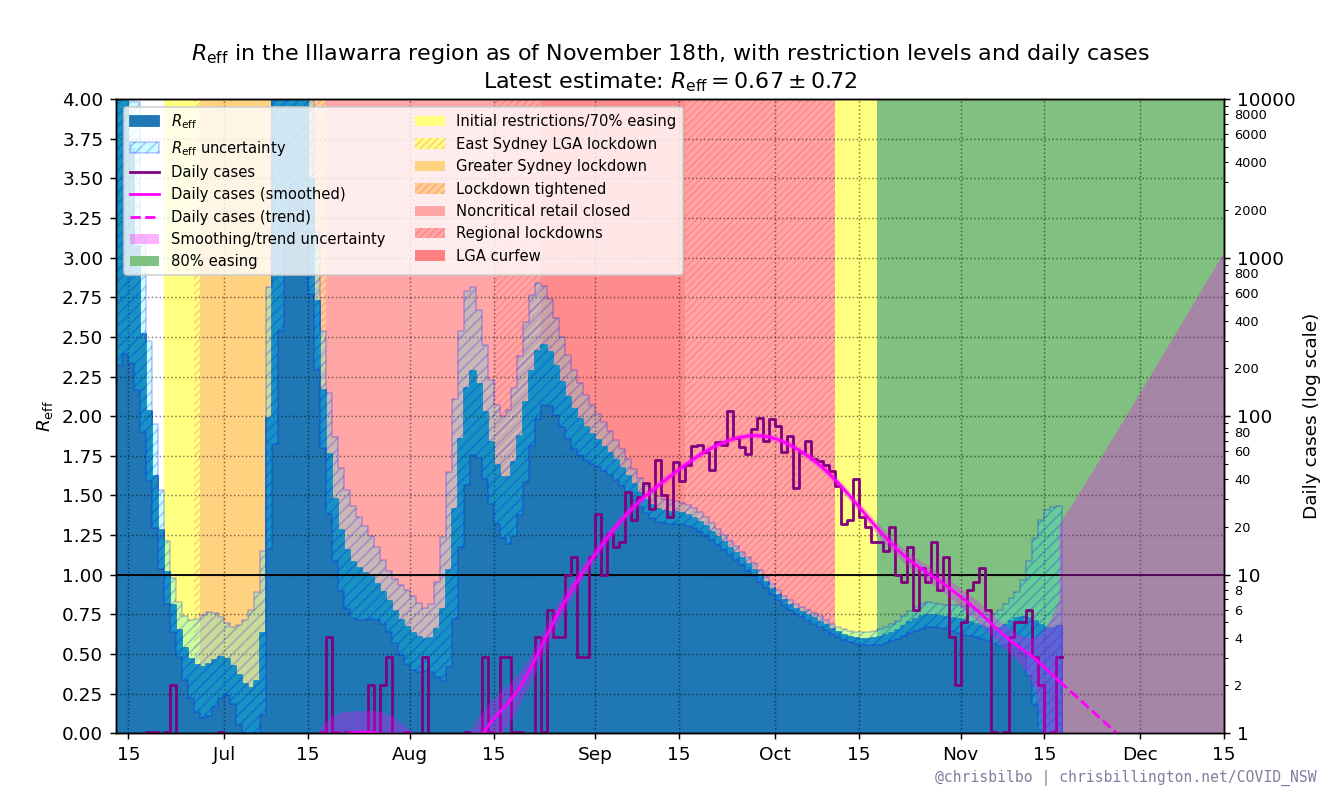 Reff in the Illawarra region as of November 18th, with restriction levels and daily cases
Latest estimate: Reff = 0.67 ± 0.72
Reff
Reff uncertainty
Daily cases
Daily cases (smoothed)
Daily cases (trend)
Smoothing/trend uncertainty
80% easing
Initial restrictions/70% easing
East Sydney LGA lockdown
Greater Sydney lockdown
Lockdown tightened
Noncritical retail closed
Regional lockdowns
LGA curfew
4.00
3.75
3.50
3.25
3.00
2.75
2.50
2.25
2.00
1.75
1.50
1.25
1.00
0.75
0.50
0.25
0.00
Reff
10000
8000
6000
4000
2000
1000
800
600
400
200
100
80
60
40
20
10
8
6
4
2
1
Daily cases (log scale)
15 Jul 15 Aug 15 Sep 15 Oct 15 Nov 15 Dec 15
@chrisbilbo | chrisbillington.net/COVID_NSW